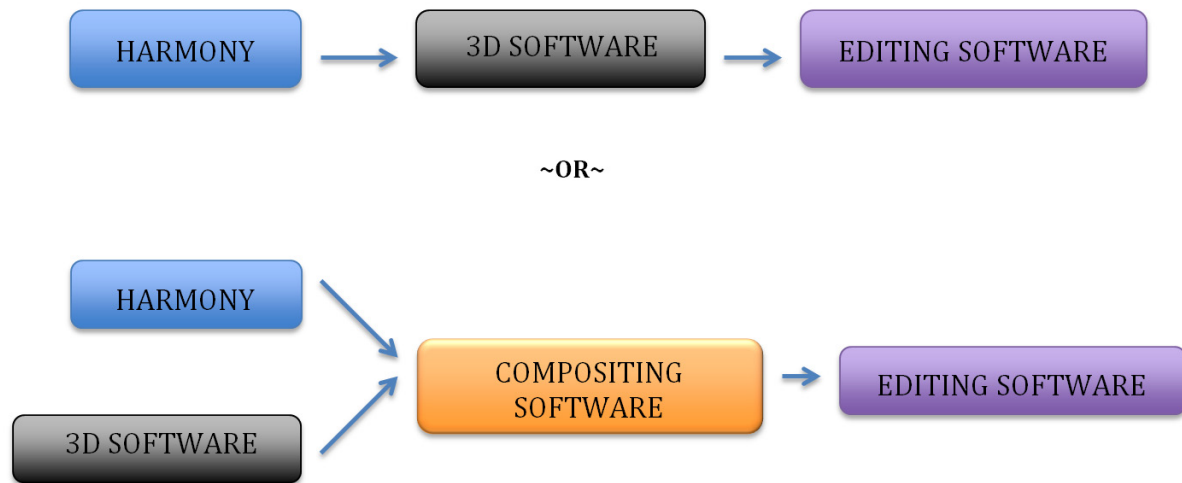 HARMONY
3D SOFTWARE
EDITING SOFTWARE
~OR~
HARMONY
3D SOFTWARE
COMPOSITING
SOFTWARE
EDITING SOFTWARE